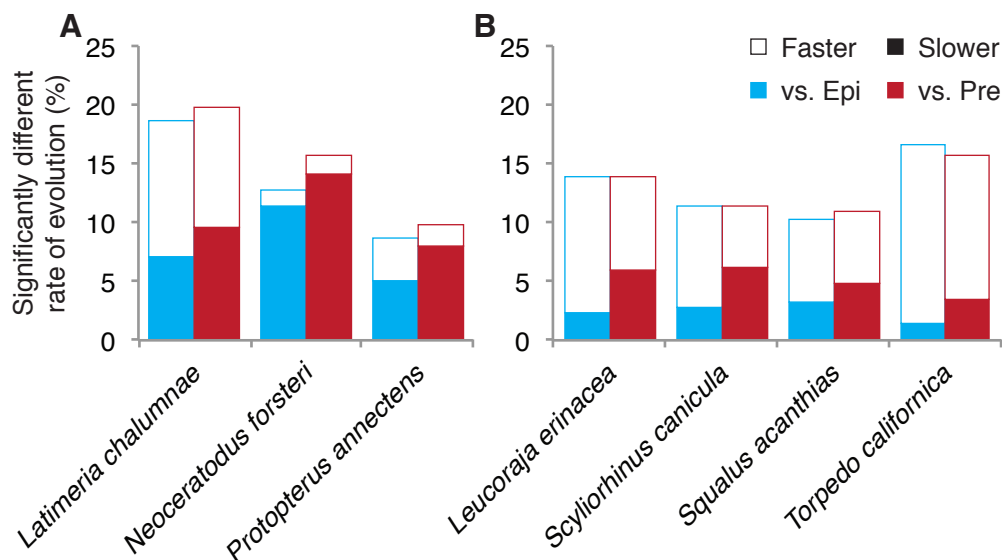 A
B
Significantly different
rate of evolution (%)
25
20
15
10
5
0
25
20
15
10
5
0
Faster
Slower
vs. Epi
vs. Pre
Latimeria chalumnae
Neoceratodus forsteri
Protopterus annectens
Leucoraja erinacea
Scyliorhinus canicula
Squalus acanthias
Torpedo californica